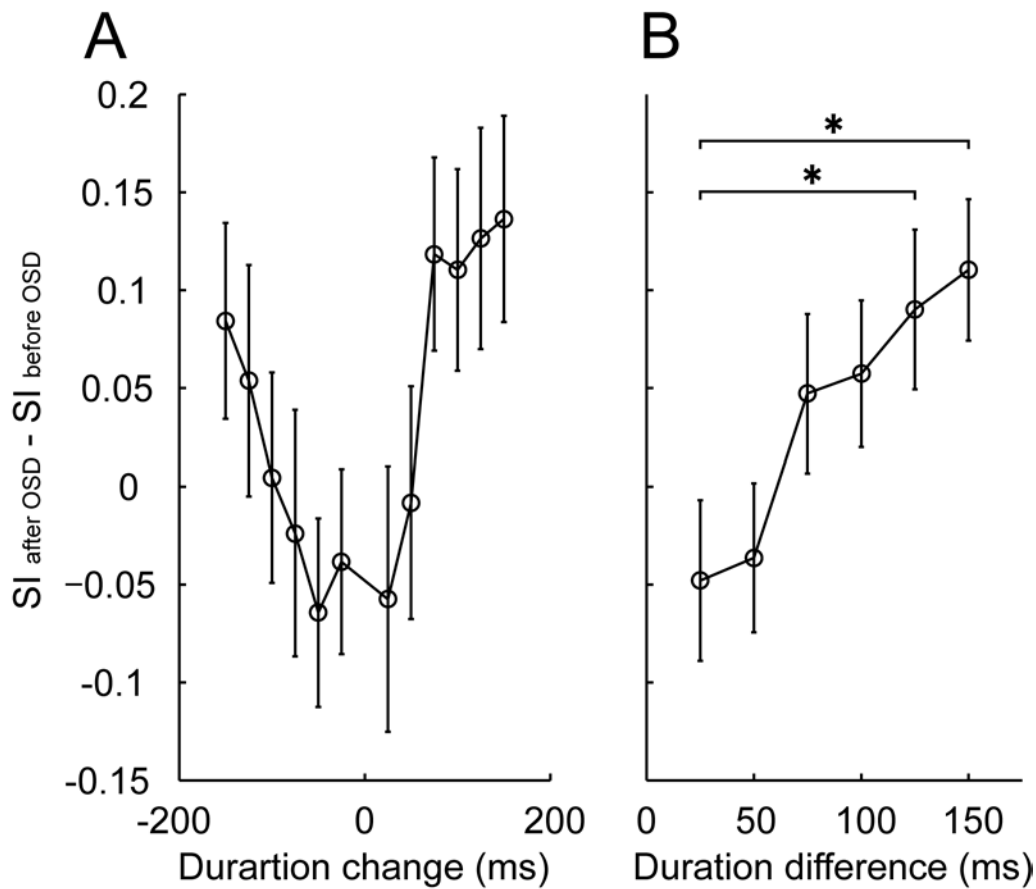 A
B
0.2
0.15
0.1
0.05
0
−0.05
-0.1
-0.15
SI after OSD - SI before OSD
*
*
-200 0 200
0 50 100 150
Durartion change (ms)
Duration difference (ms)